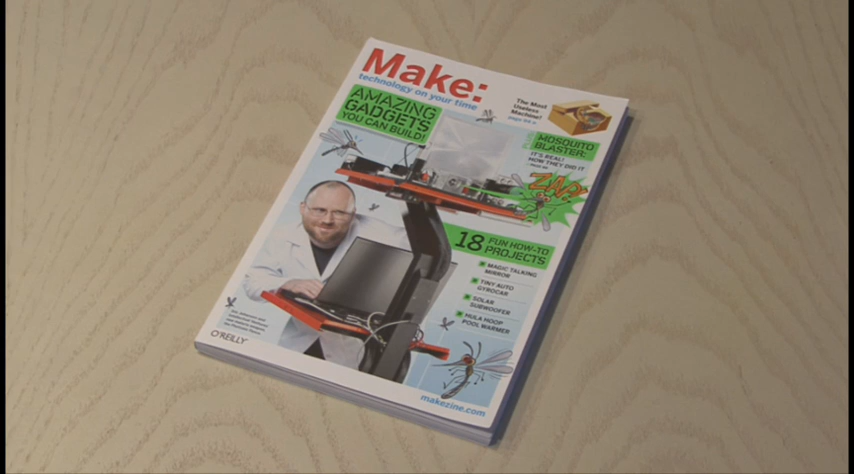 Make:
technology on your time
AMAZING
GADGETS
YOU CAN BUILD!
The Most
Useless
Machine!
MOSQUITO
BLASTER:
IT'S REAL!
HOW THEY DID IT
ZAP!
18 FUN HOW-TO
PROJECTS
MAGIC TALKING
MIRROR
TINY AUTO
GYROCAR
SOLAR
SUBWOOFER
HULA HOOP
POOL WARMER
O'REILLY
makezine.com